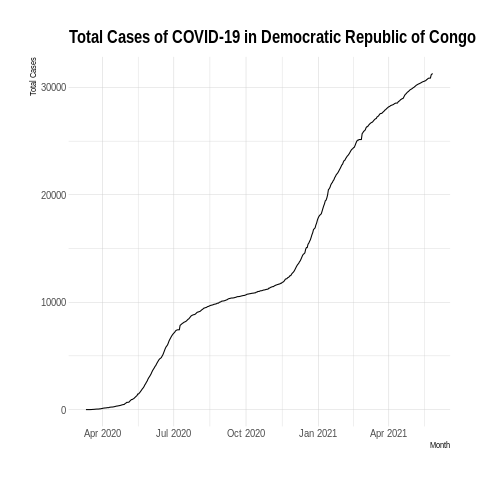 Total Cases of COVID-19 in Democratic Republic of Congo
Total Cases
30000
20000
10000
0
Apr 2020 Jul 2020 Oct 2020 Jan 2021 Apr 2021
Month